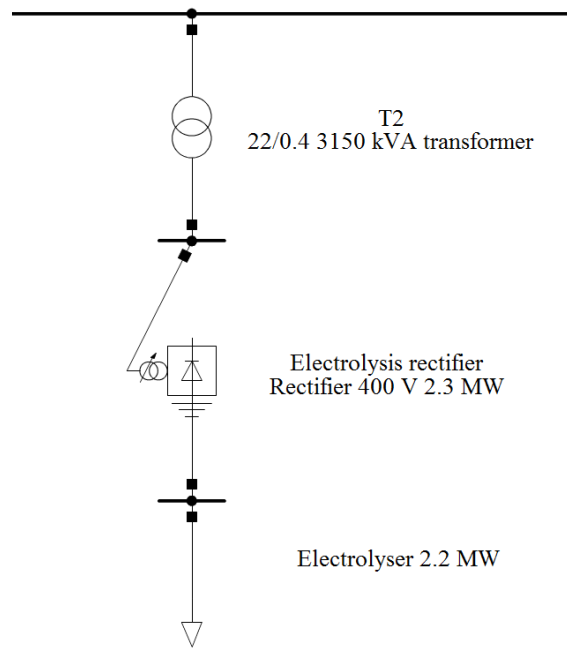 T2
22/0.4 3150 kVA transformer
Electrolysis rectifier
Rectifier 400 V 2.3 MW
Electrolyser 2.2 MW